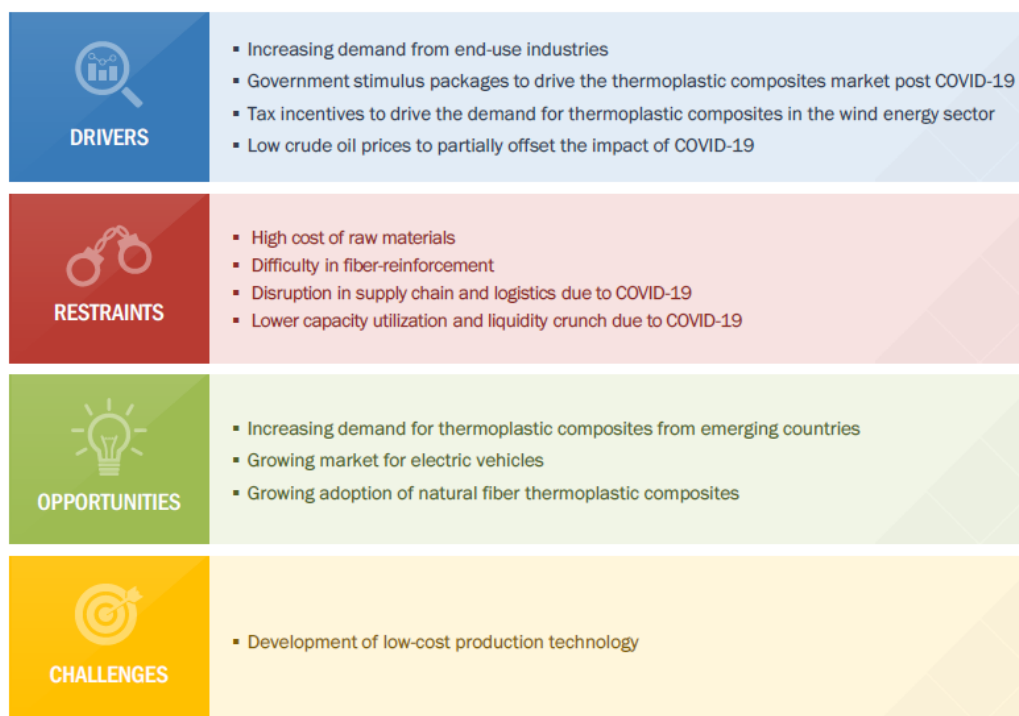 DRIVERS
▪ Increasing demand from end-use industries
▪ Government stimulus packages to drive the thermoplastic composites market post COVID-19
▪ Tax incentives to drive the demand for thermoplastic composites in the wind energy sector
▪ Low crude oil prices to partially offset the impact of COVID-19
RESTRAINTS
▪ High cost of raw materials
▪ Difficulty in fiber-reinforcement
▪ Disruption in supply chain and logistics due to COVID-19
▪ Lower capacity utilization and liquidity crunch due to COVID-19
OPPORTUNITIES
▪ Increasing demand for thermoplastic composites from emerging countries
▪ Growing market for electric vehicles
▪ Growing adoption of natural fiber thermoplastic composites
CHALLENGES
▪ Development of low-cost production technology